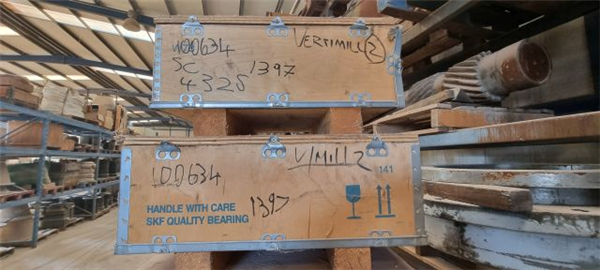 100634
VERTIMILL 2
SC
1397
4325
100634
V/MILL 2
141
1397
HANDLE WITH CARE
SKF QUALITY BEARING